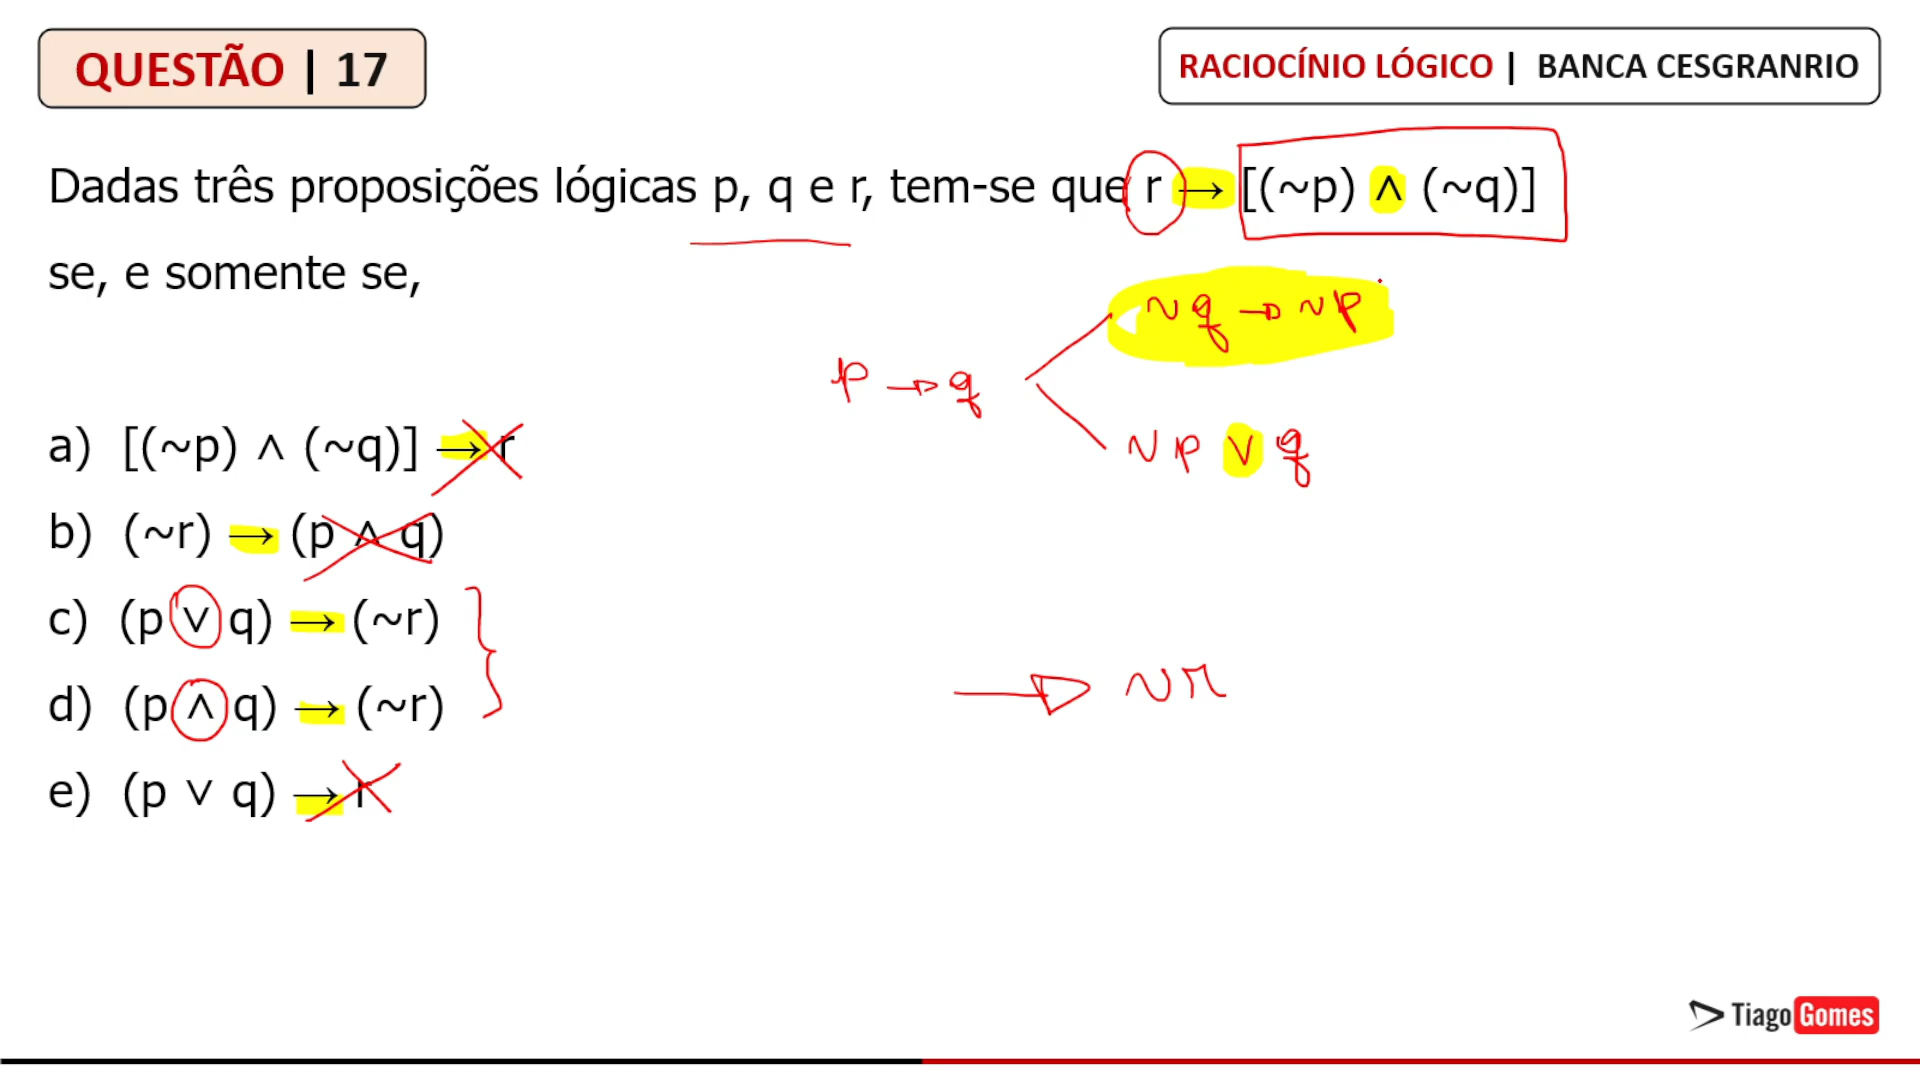 QUESTÃO | 17
RACIOCÍNIO LÓGICO | BANCA CESGRANRIO
Dadas três proposições lógicas p, q e r, tem-se que r → [(~p) ∧ (~q)]
se, e somente se,
~q → ~p
p → q
~p ∨ q
a) [(~p) ∧ (~q)] → r
b) (~r) → (p ∧ q)
c) (p ∨ q) → (~r)
d) (p ∧ q) → (~r)
e) (p ∨ q) → r
→ ~r
Tiago Gomes